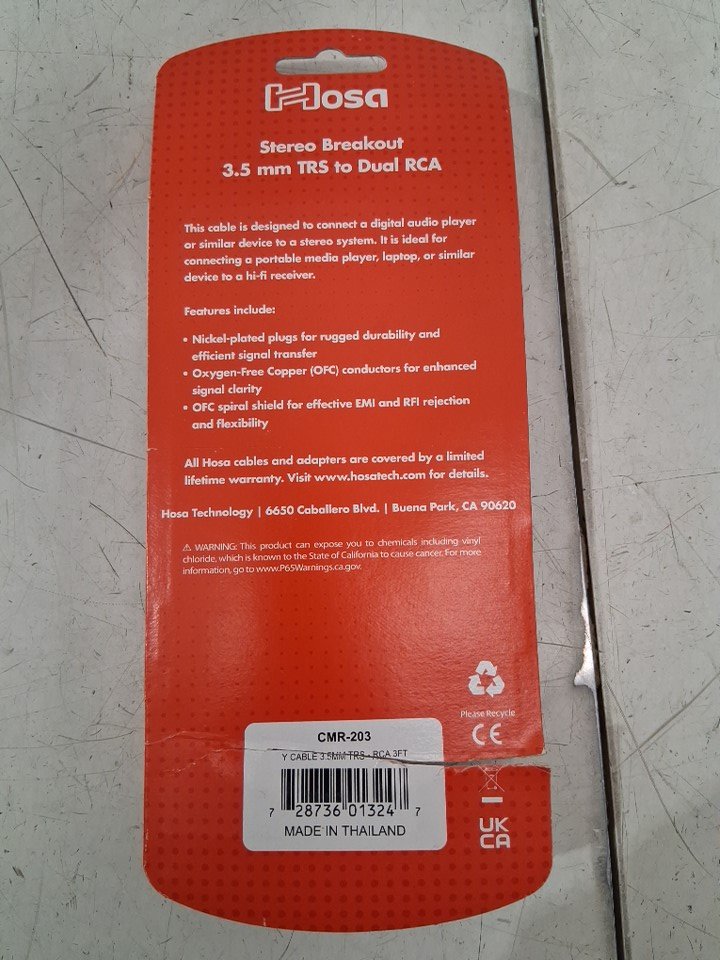 Hosa
Stereo Breakout
3.5 mm TRS to Dual RCA
This cable is designed to connect a digital audio player
or similar device to a stereo system. It is ideal for
connecting a portable media player, laptop, or similar
device to a hi-fi receiver.
Features include:
• Nickel-plated plugs for rugged durability and
efficient signal transfer
• Oxygen-Free Copper (OFC) conductors for enhanced
signal clarity
• OFC spiral shield for effective EMI and RFI rejection
and flexibility
All Hosa cables and adapters are covered by a limited
lifetime warranty. Visit www.hosatech.com for details.
Hosa Technology | 6650 Caballero Blvd. | Buena Park, CA 90620
⚠ WARNING: This product can expose you to chemicals including vinyl
chloride, which is known to the State of California to cause cancer. For more
information, go to www.P65Warnings.ca.gov.
Please Recycle
CE
CMR-203
Y CABLE 3.5MM TRS - RCA 3FT
7 28736 01324 7
MADE IN THAILAND
UK
CA